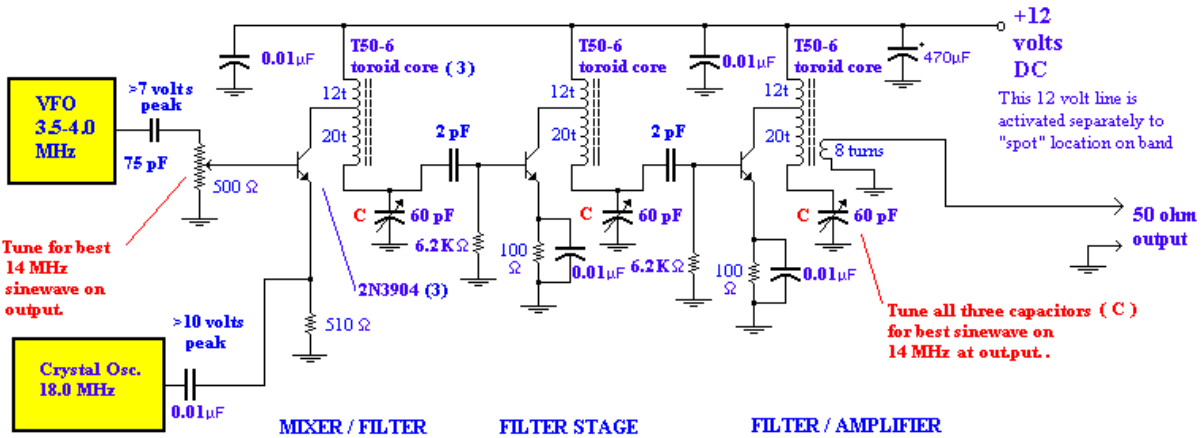 +12
volts
DC
This 12 volt line is
activated separately to
"spot" location on band
T50-6
toroid core (3)
T50-6
toroid core
T50-6
toroid core
0.01µF
0.01µF
+
470µF
VFO
3.5-4.0
MHz
>7 volts
peak
75 pF
500 Ω
12t
20t
12t
20t
12t
20t
8 turns
2 pF
2 pF
C
60 pF
C
60 pF
C
60 pF
6.2KΩ
100
Ω
0.01µF
6.2KΩ
100
Ω
0.01µF
50 ohm
output
Tune for best
14 MHz
sinewave on
output.
2N3904 (3)
510 Ω
Tune all three capacitors (C)
for best sinewave on
14 MHz at output..
>10 volts
peak
Crystal Osc.
18.0 MHz
0.01µF
MIXER / FILTER
FILTER STAGE
FILTER / AMPLIFIER